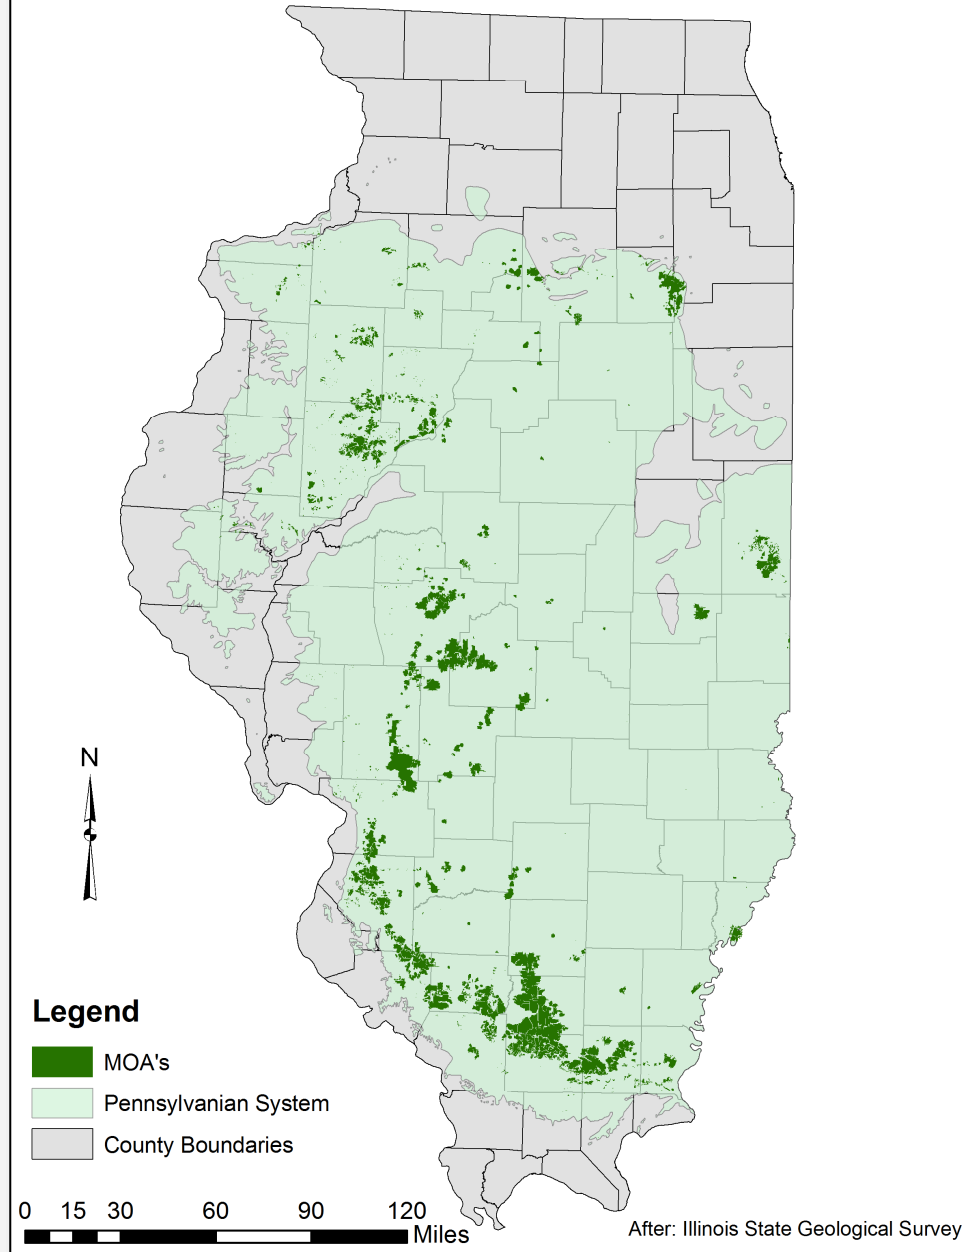 N
Legend
MOA's
Pennsylvanian System
County Boundaries
0 15 30 60 90 120
Miles
After: Illinois State Geological Survey